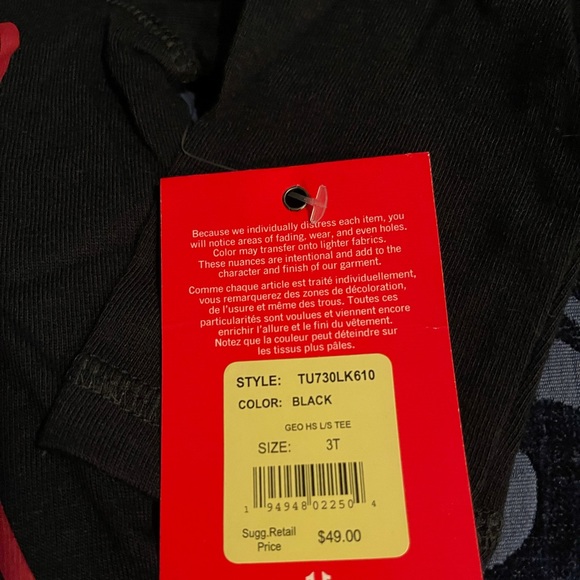 Because we individually distress each item, you
will notice areas of fading, wear, and even holes.
Color may transfer onto lighter fabrics.
These nuances are intentional and add to the
character and finish of our garment.
Comme chaque article est traité individuellement,
vous remarquerez des zones de décoloration,
de l'usure et même des trous. Toutes ces
particularités sont voulues et viennent encore
enrichir l'allure et le fini du vêtement.
Notez que la couleur peut déteindre sur
les tissus plus pâles.
STYLE: TU730LK610
COLOR: BLACK
GEO HS L/S TEE
SIZE: 3T
1 94948 02250 4
Sugg.Retail
Price $49.00